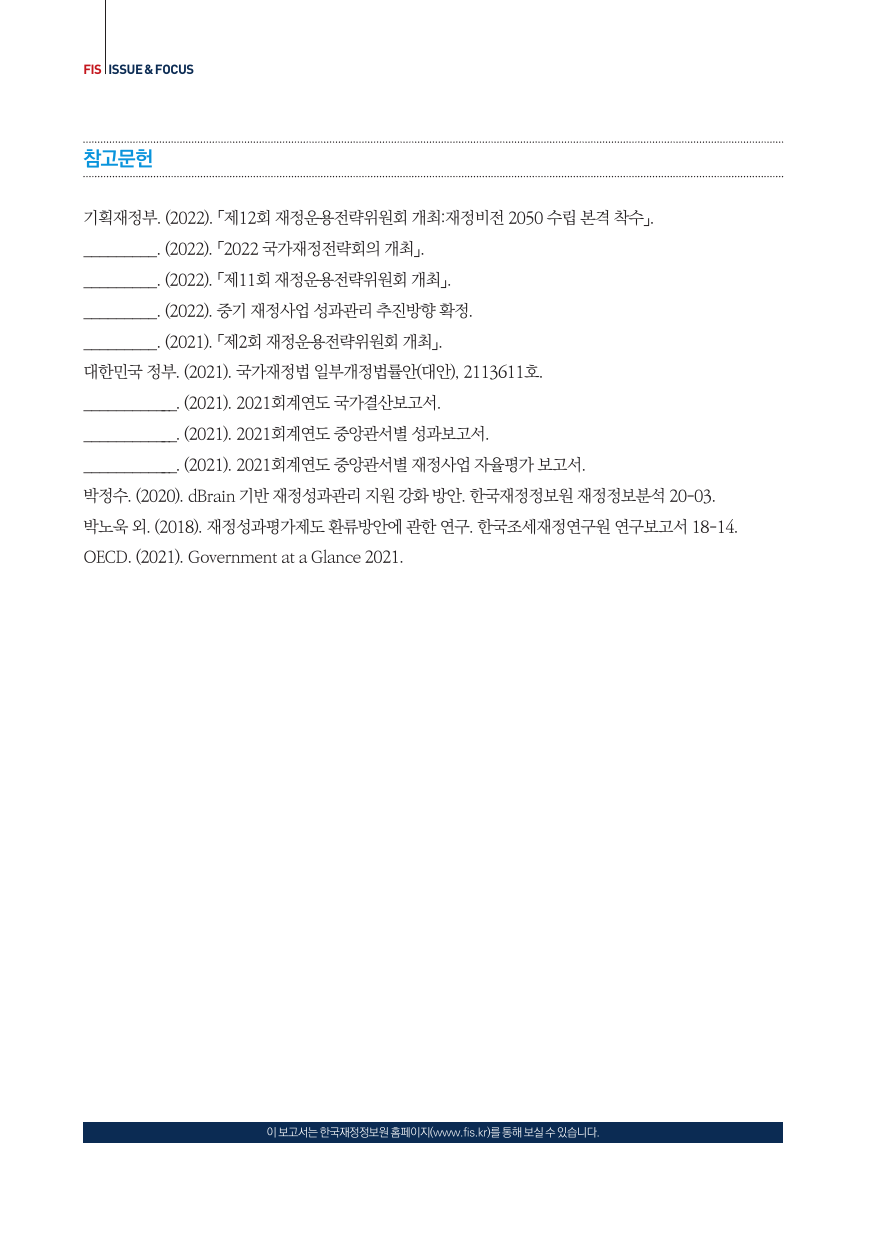 FIS ISSUE & FOCUS
참고문헌
기획재정부. (2022). 「제12회 재정운용전략위원회 개최:재정비전 2050 수립 본격 착수」.
_________. (2022). 「2022 국가재정전략회의 개최」.
_________. (2022). 「제11회 재정운용전략위원회 개최」.
_________. (2022). 중기 재정사업 성과관리 추진방향 확정.
_________. (2021). 「제2회 재정운용전략위원회 개최」.
대한민국 정부. (2021). 국가재정법 일부개정법률안(대안), 2113611호.
___________. (2021). 2021회계연도 국가결산보고서.
___________. (2021). 2021회계연도 중앙관서별 성과보고서.
___________. (2021). 2021회계연도 중앙관서별 재정사업 자율평가 보고서.
박정수. (2020). dBrain 기반 재정성과관리 지원 강화 방안. 한국재정정보원 재정정보분석 20-03.
박노욱 외. (2018). 재정성과평가제도 환류방안에 관한 연구. 한국조세재정연구원 연구보고서 18-14.
OECD. (2021). Government at a Glance 2021.
이 보고서는 한국재정정보원 홈페이지(www.fis.kr)를 통해 보실 수 있습니다.